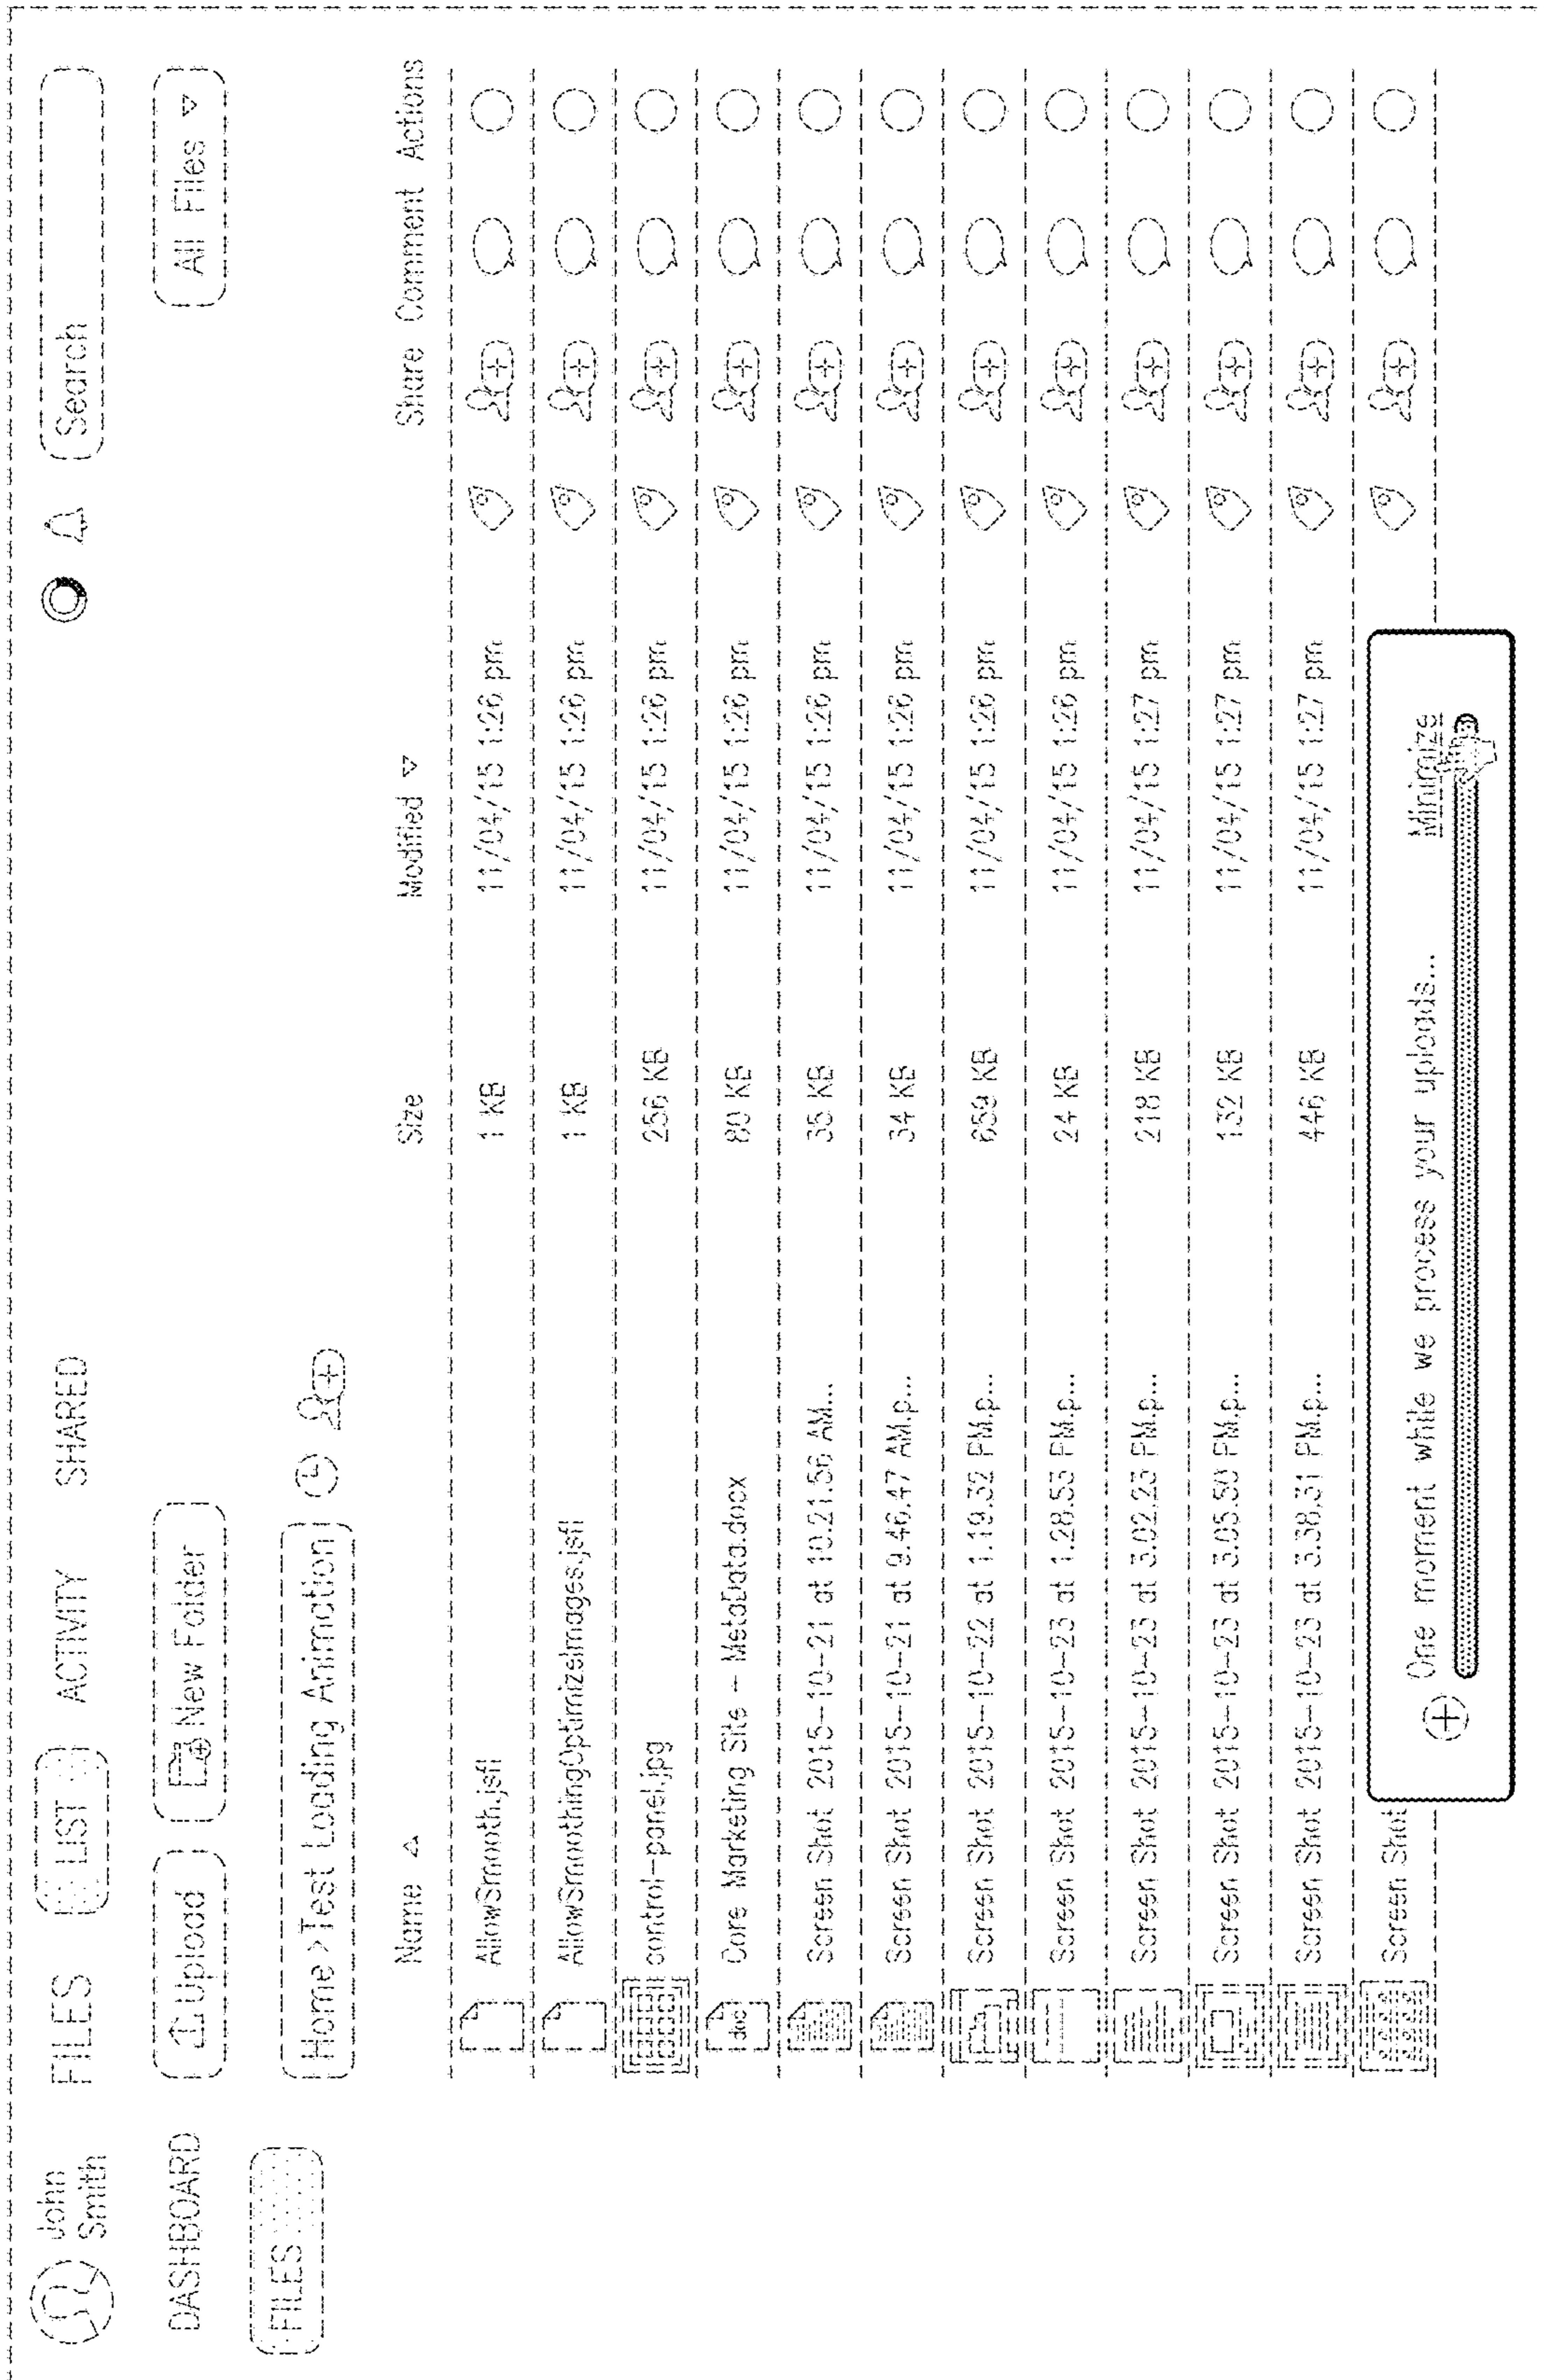 John Smith FILES LIST ACTIVITY SHARED Search
DASHBOARD Upload New Folder All Files
FILES Home > Test Loading Animation
Name Size Modified Share Comment Actions
AllowSmooth.jsfl 1 KB 11/04/15 1:26 pm
AllowSmoothingOptimizeImages.jsfl 1 KB 11/04/15 1:26 pm
control-panel.jpg 256 KB 11/04/15 1:26 pm
doc Core Marketing Site -- MetaData.docx 80 KB 11/04/15 1:26 pm
Screen Shot 2015-10-21 at 10.21.56 AM... 35 KB 11/04/15 1:26 pm
Screen Shot 2015-10-21 at 9.46.47 AM.p... 34 KB 11/04/15 1:26 pm
Screen Shot 2015-10-22 at 1.19.32 PM.p... 659 KB 11/04/15 1:26 pm
Screen Shot 2015-10-23 at 1.28.53 PM.p... 24 KB 11/04/15 1:26 pm
Screen Shot 2015-10-23 at 3.02.23 PM.p... 218 KB 11/04/15 1:27 pm
Screen Shot 2015-10-23 at 3.05.50 PM.p... 132 KB 11/04/15 1:27 pm
Screen Shot 2015-10-23 at 3.38.31 PM.p... 446 KB 11/04/15 1:27 pm
Screen Shot
One moment while we process your uploads... Minimize